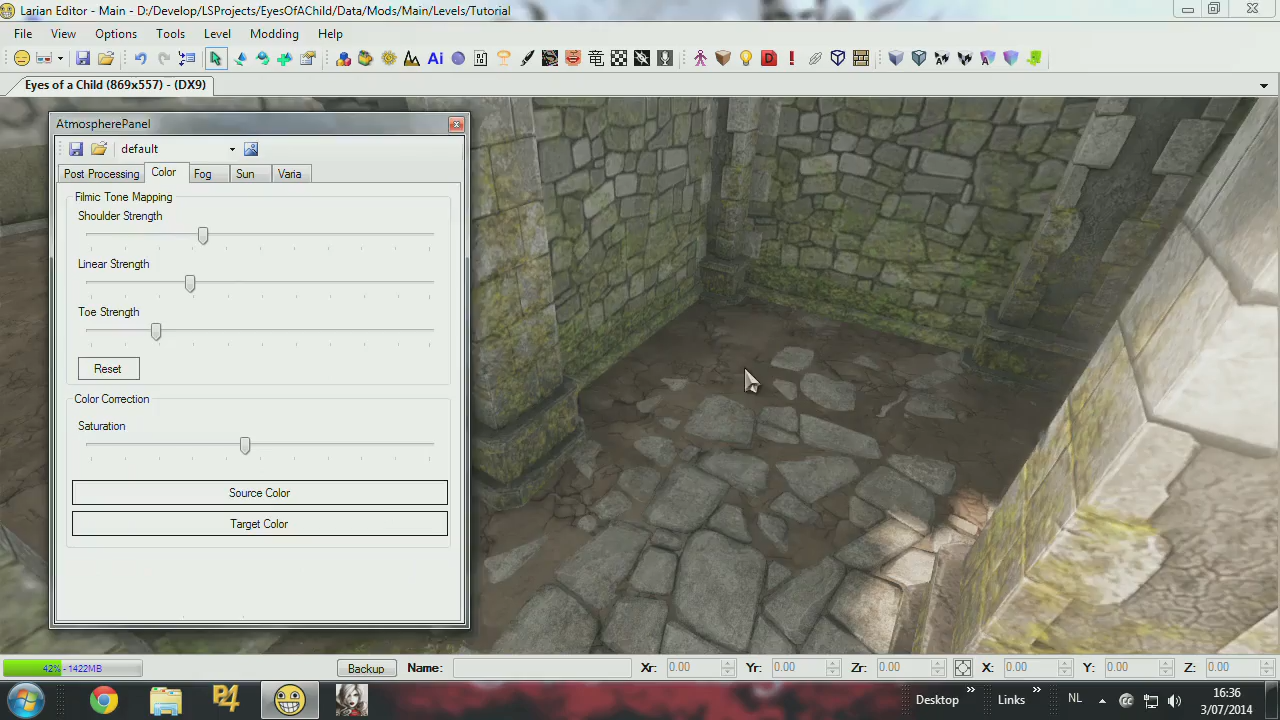 Larian Editor - Main - D:/Develop/LSProjects/EyesOfAChild/Data/Mods/Main/Levels/Tutorial
File View Options Tools Level Modding Help
Ai
Eyes of a Child (869x557) - (DX9)
AtmospherePanel
default
Post Processing Color Fog Sun Varia
Filmic Tone Mapping
Shoulder Strength
Linear Strength
Toe Strength
Reset
Color Correction
Saturation
Source Color
Target Color
42% - 1422MB Backup Name: Xr: 0.00 Yr: 0.00 Zr: 0.00 X: 0.00 Y: 0.00 Z: 0.00
P4 Desktop » Links » NL 16:36
3/07/2014